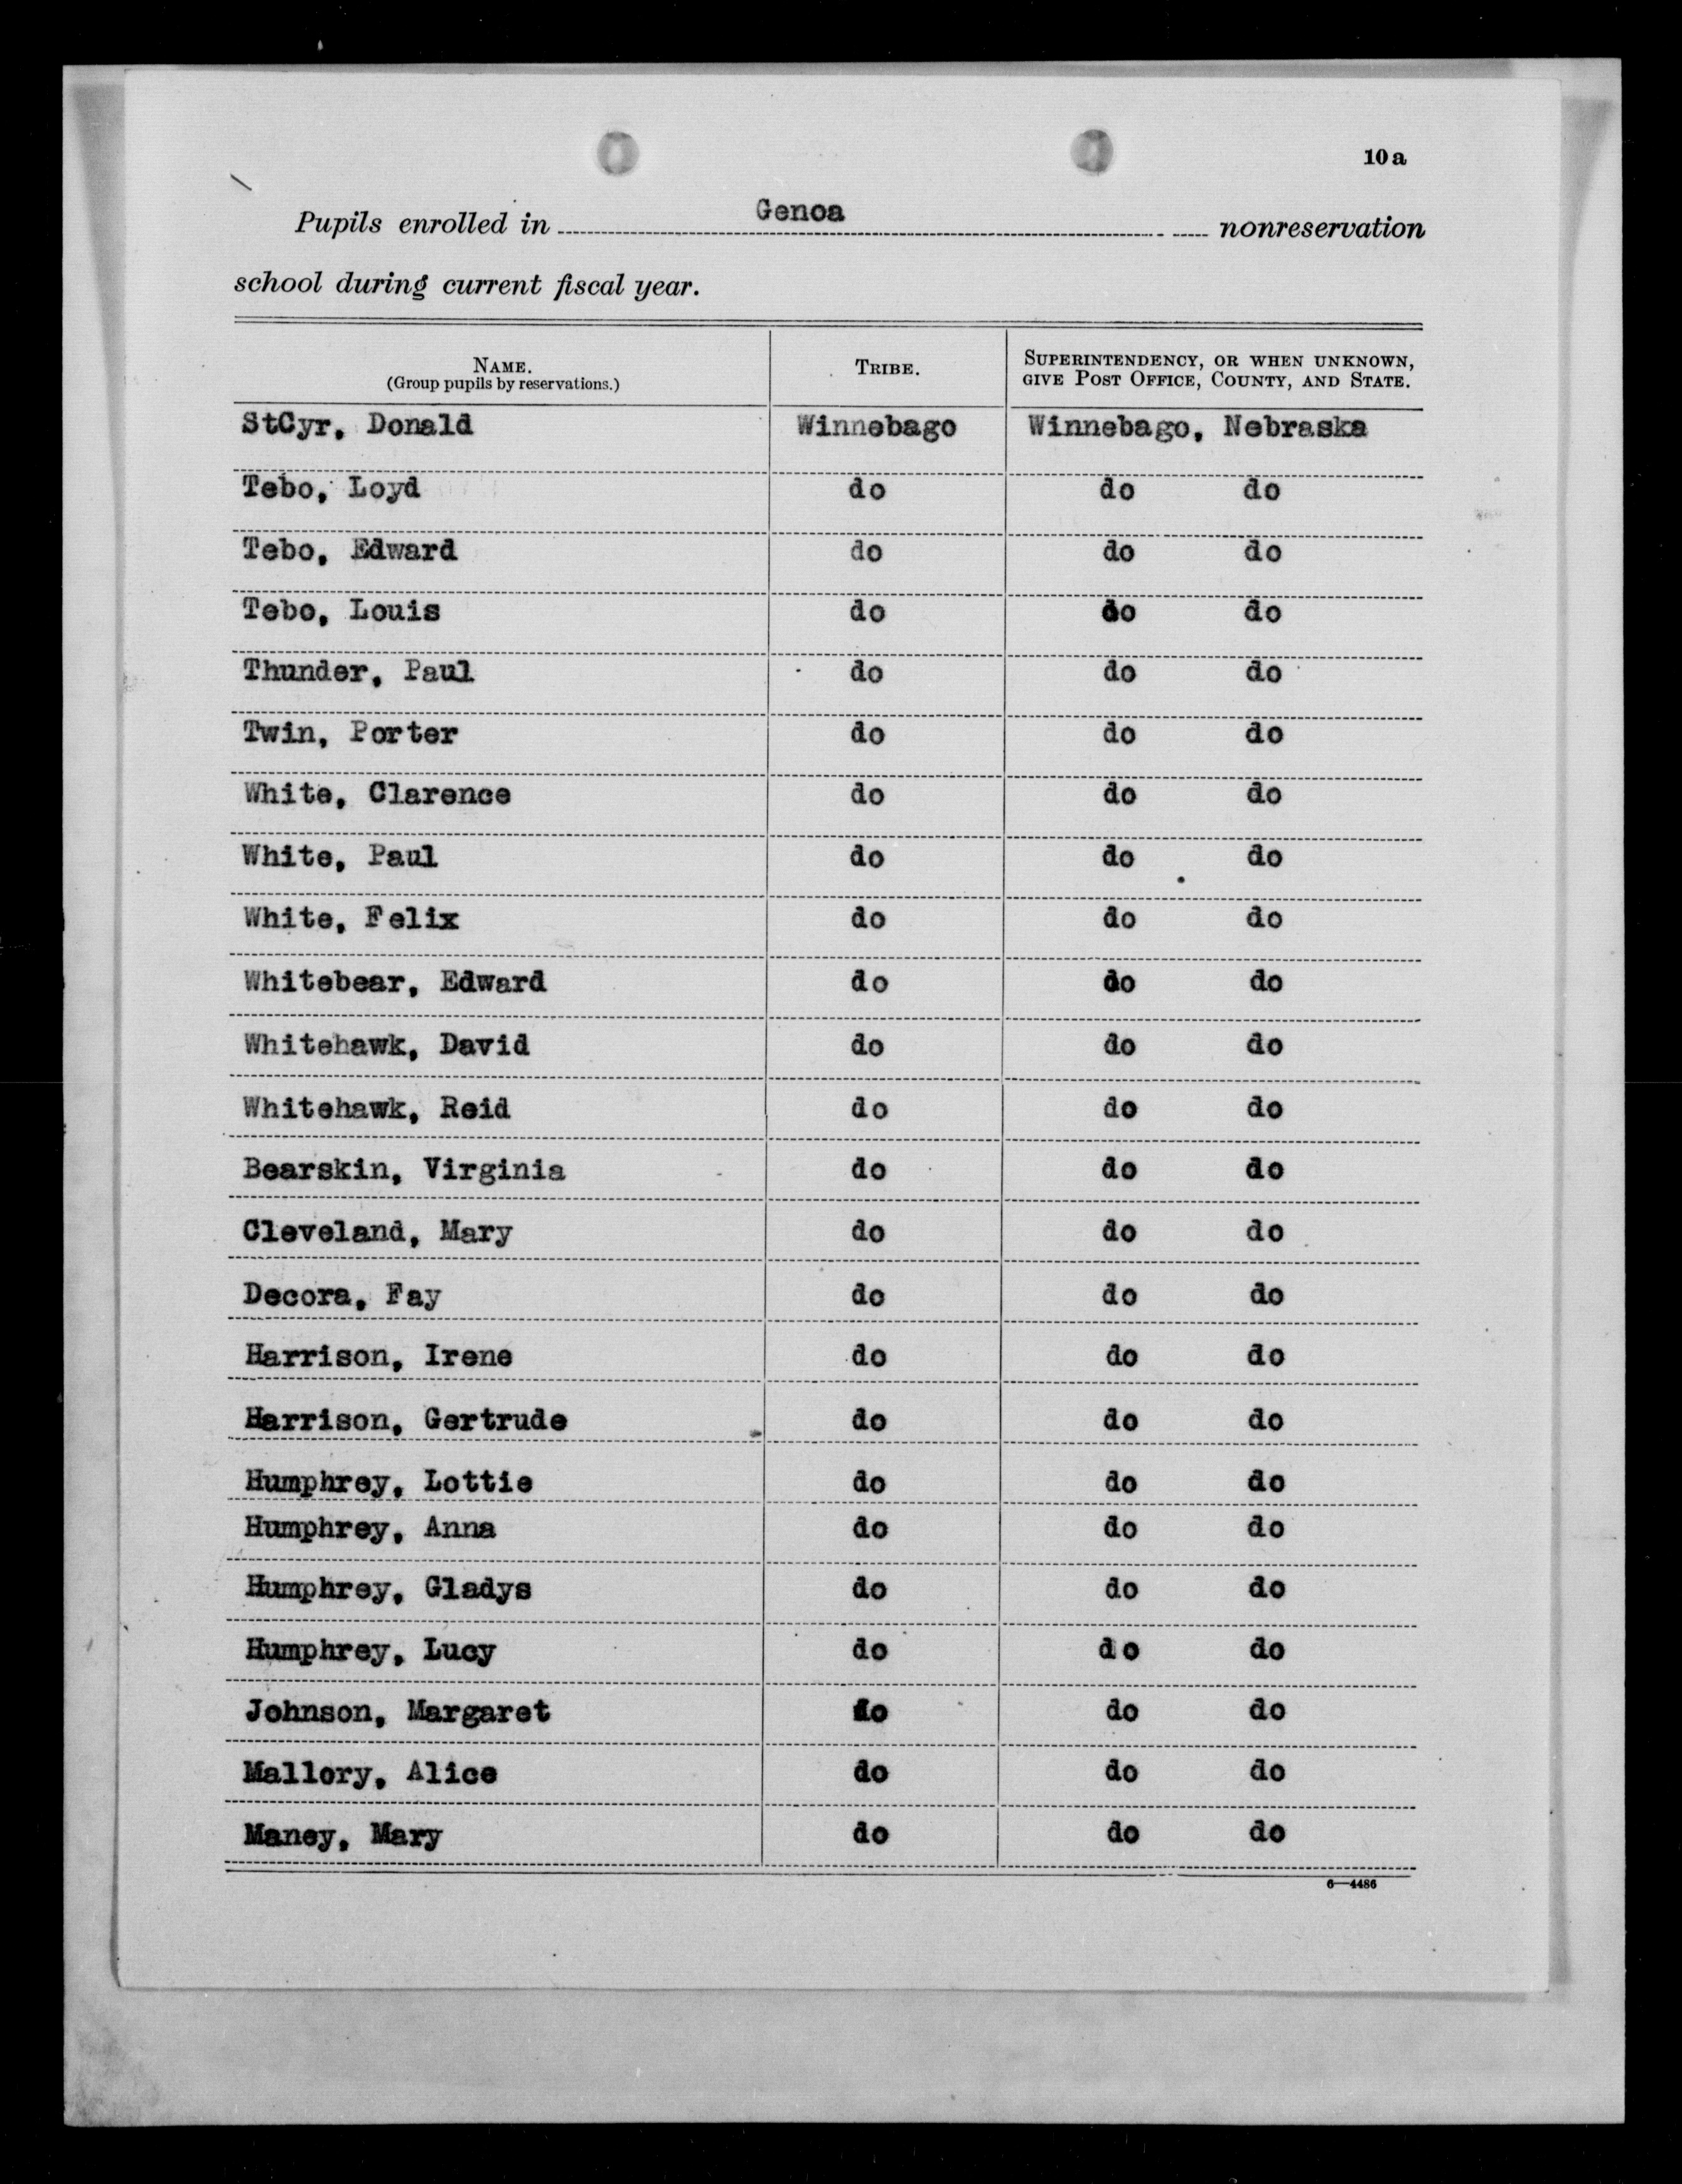 10a
Pupils enrolled in Genoa nonreservation
school during current fiscal year.
NAME. TRIBE. SUPERINTENDENCY, OR WHEN UNKNOWN,
(Group pupils by reservations.) GIVE POST OFFICE, COUNTY, AND STATE.
StCyr, Donald Winnebago Winnebago, Nebraska
Tebo, Loyd do do do
Tebo, Edward do do do
Tebo, Louis do do do
Thunder, Paul do do do
Twin, Porter do do do
White, Clarence do do do
White, Paul do do do
White, Felix do do do
Whitebear, Edward do do do
Whitehawk, David do do do
Whitehawk, Reid do do do
Bearskin, Virginia do do do
Cleveland, Mary do do do
Decora, Fay do do do
Harrison, Irene do do do
Harrison, Gertrude do do do
Humphrey, Lottie do do do
Humphrey, Anna do do do
Humphrey, Gladys do do do
Humphrey, Lucy do do do
Johnson, Margaret do do do
Mallory, Alice do do do
Maney, Mary do do do
6—4486